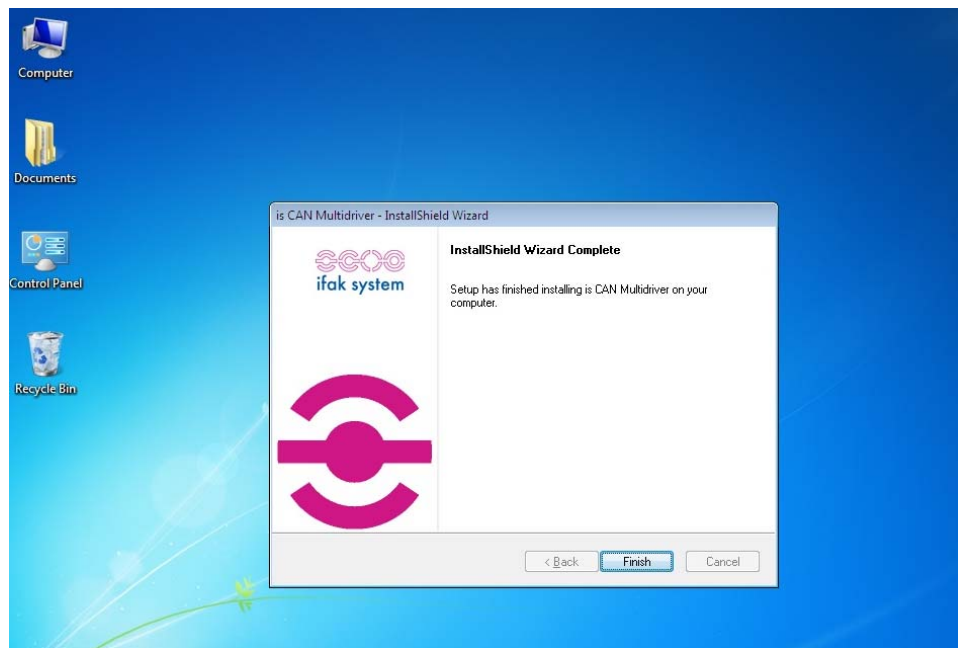 Computer
Documents
Control Panel
Recycle Bin
is CAN Multidriver - InstallShield Wizard
ifak system
InstallShield Wizard Complete
Setup has finished installing is CAN Multidriver on your
computer.
< Back
Finish
Cancel